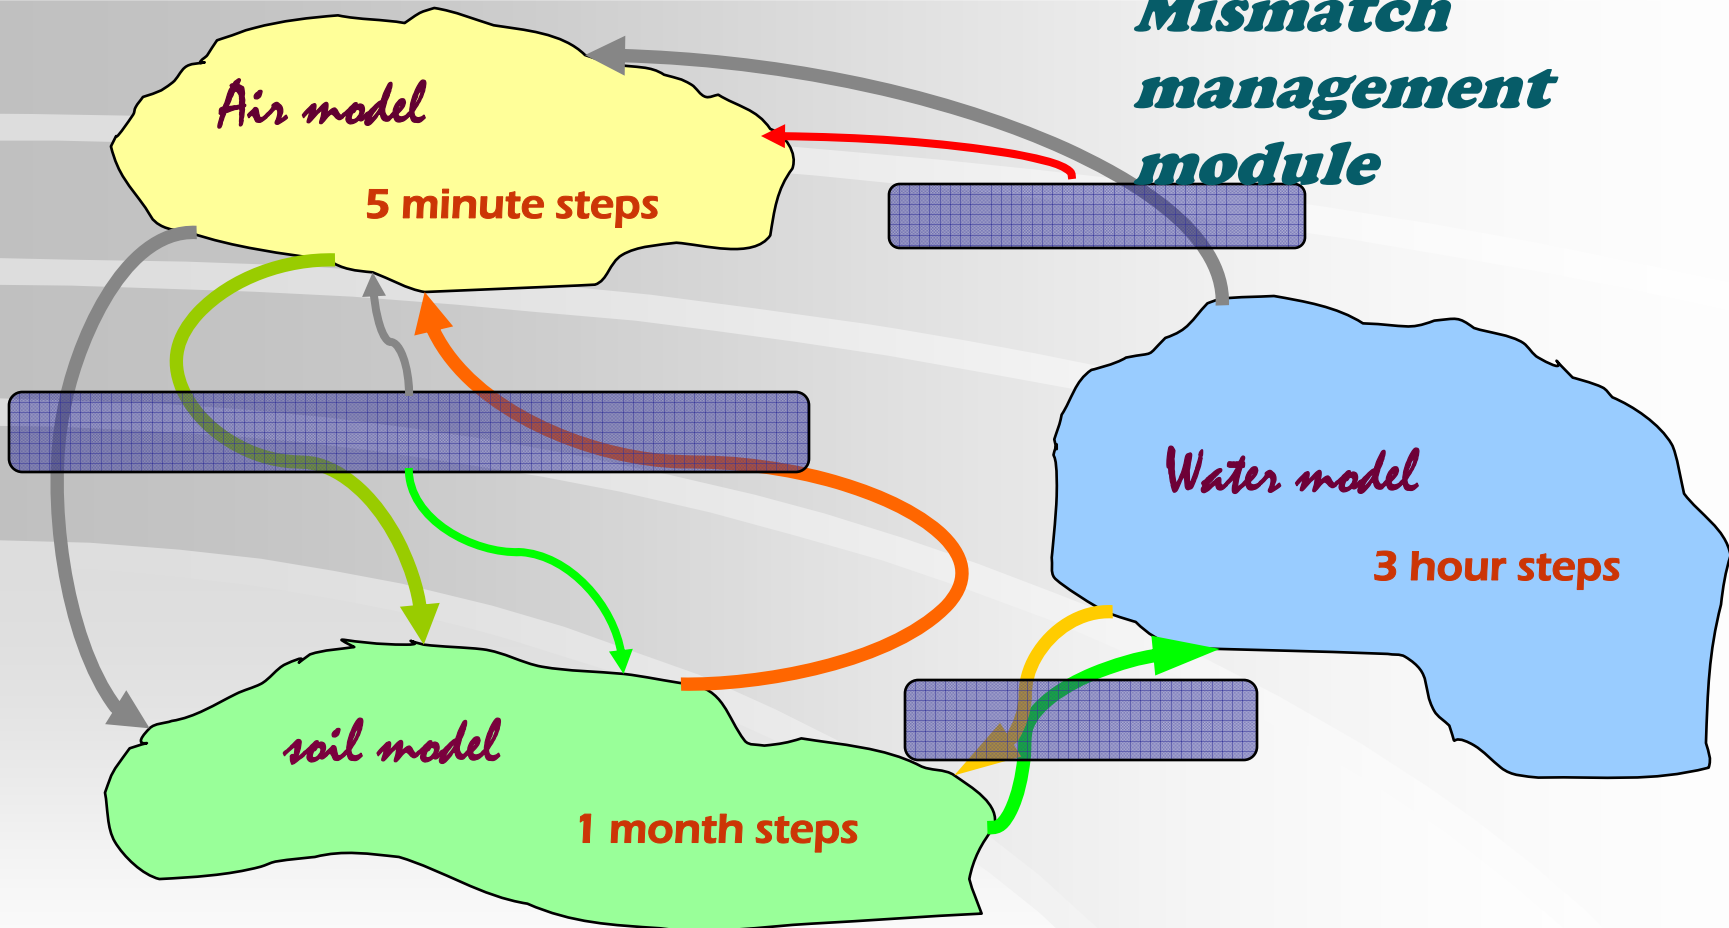 Mismatch
management
module
Air model
5 minute steps
Water model
3 hour steps
soil model
1 month steps